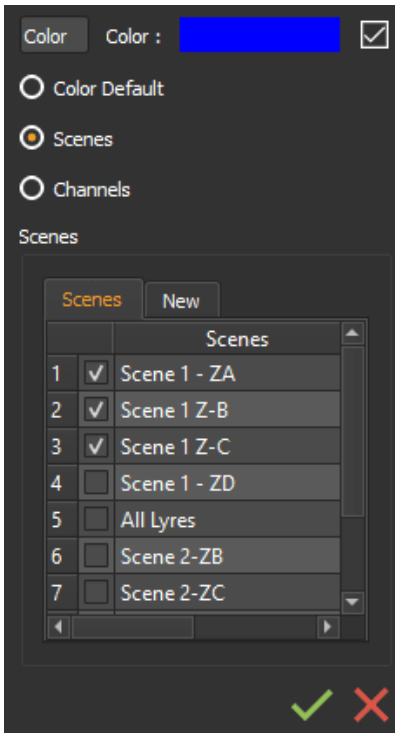 Color Color :
Color Default
Scenes
Channels
Scenes
Scenes New
Scenes
1 Scene 1 - ZA
2 Scene 1 Z-B
3 Scene 1 Z-C
4 Scene 1 - ZD
5 All Lyres
6 Scene 2-ZB
7 Scene 2-ZC